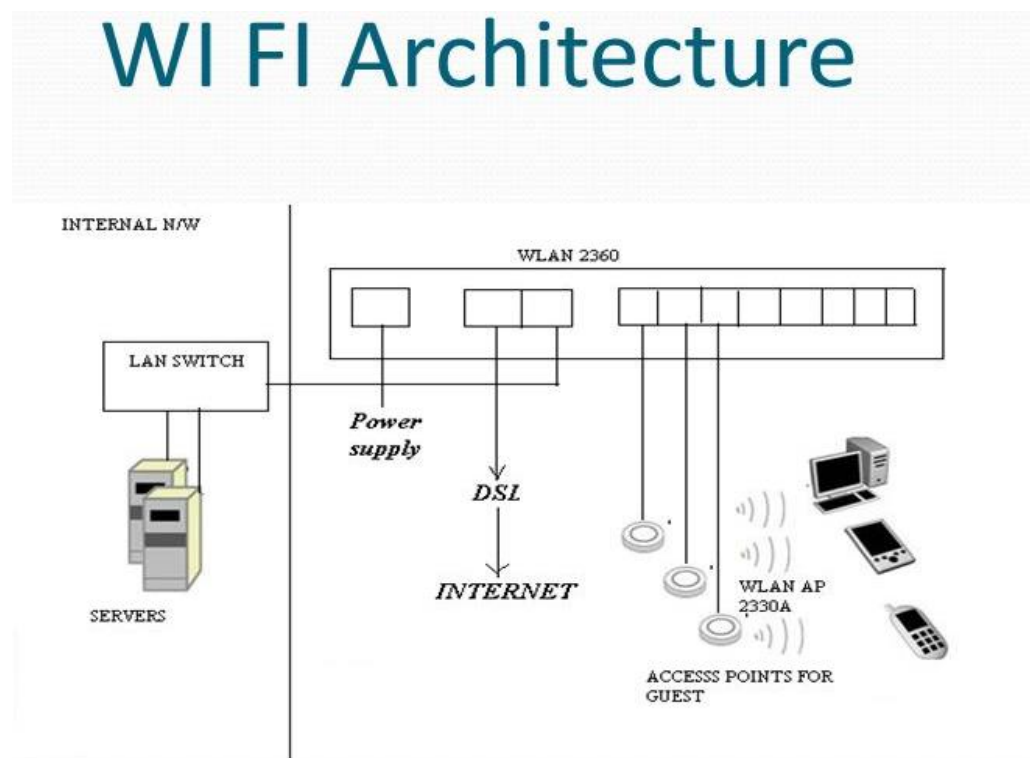 WI FI Architecture
INTERNAL N/W
WLAN 2360
LAN SWITCH
Power
supply
DSL
INTERNET
WLAN AP
2330A
SERVERS
ACCESSS POINTS FOR
GUEST